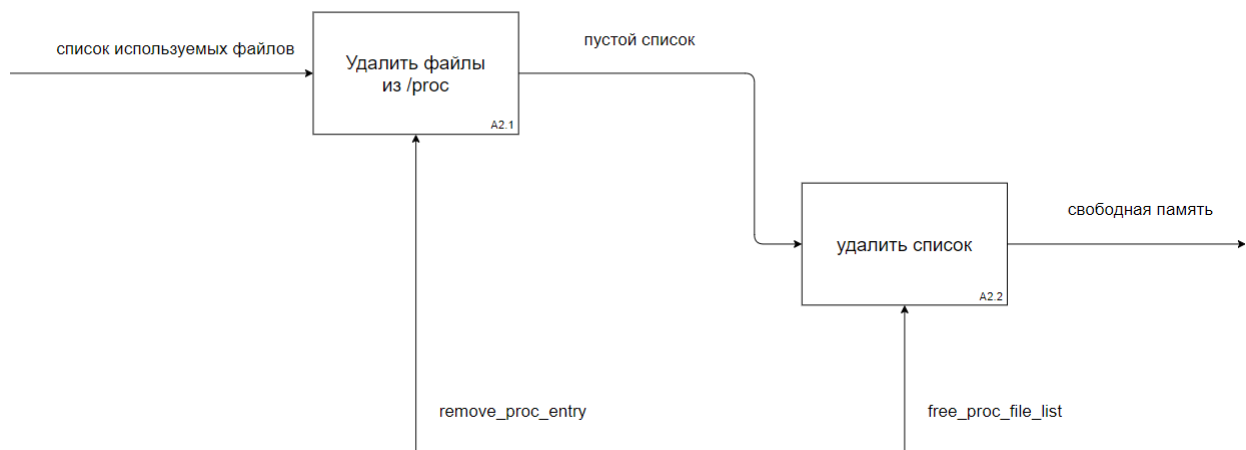 список используемых файлов
Удалить файлы
из /proc
A2.1
пустой список
удалить список
A2.2
свободная память
remove_proc_entry
free_proc_file_list